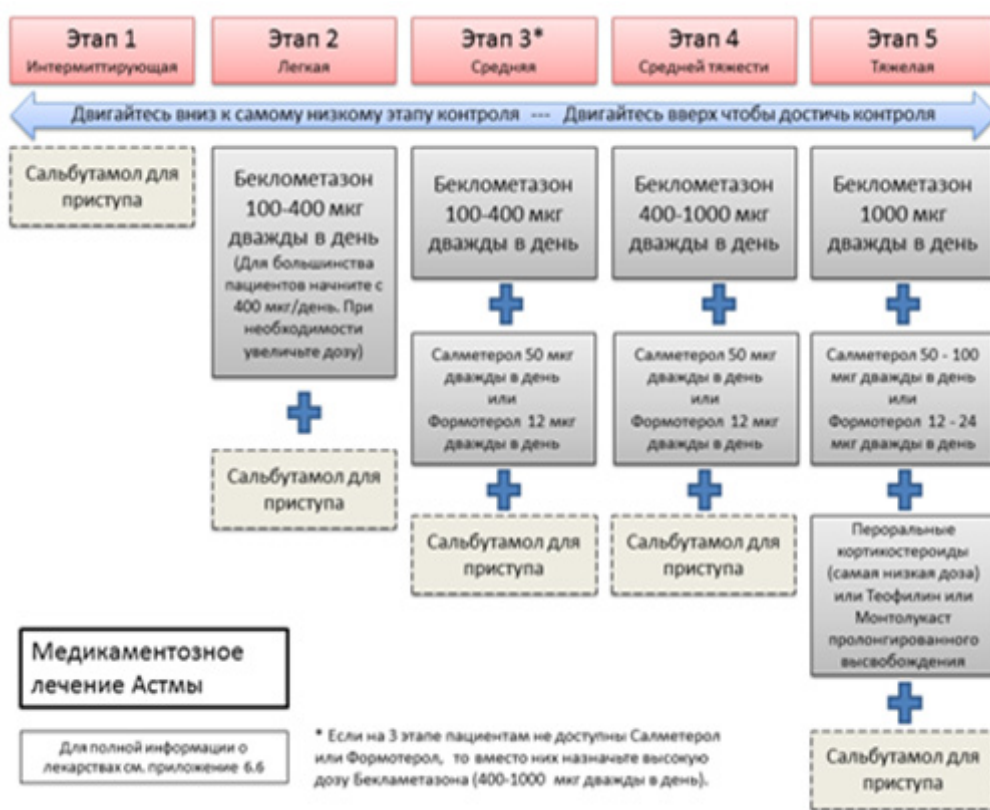 Этап 1
Интермиттирующая
Этап 2
Легкая
Этап 3*
Средняя
Этап 4
Средней тяжести
Этап 5
Тяжелая
Двигайтесь вниз к самому низкому этапу контроля --- Двигайтесь вверх чтобы достичь контроля
Сальбутамол для
приступа
Беклометазон
100-400 мкг
дважды в день
(Для большинства
пациентов начните с
400 мкг/день. При
необходимости
увеличьте дозу)
Сальбутамол для
приступа
Беклометазон
100-400 мкг
дважды в день
Салметерол 50 мкг
дважды в день
или
Формотерол 12 мкг
дважды в день
Сальбутамол для
приступа
Беклометазон
400-1000 мкг
дважды в день
Салметерол 50 мкг
дважды в день
или
Формотерол 12 мкг
дважды в день
Сальбутамол для
приступа
Беклометазон
1000 мкг
дважды в день
Салметерол 50 - 100
мкг дважды в день
или
Формотерол 12 - 24
мкг дважды в день
Пероральные
кортикостероиды
(самая низкая доза)
или Теофилин или
Монтолукаст
пролонгированного
высвобождения
Сальбутамол для
приступа
Медикаментозное
лечение Астмы
Для полной информации о
лекарствах см. приложение 6.6
* Если на 3 этапе пациентам не доступны Салметерол
или Формотерол, то вместо них назначьте высокую
дозу Бекламетазона (400-1000 мкг дважды в день).